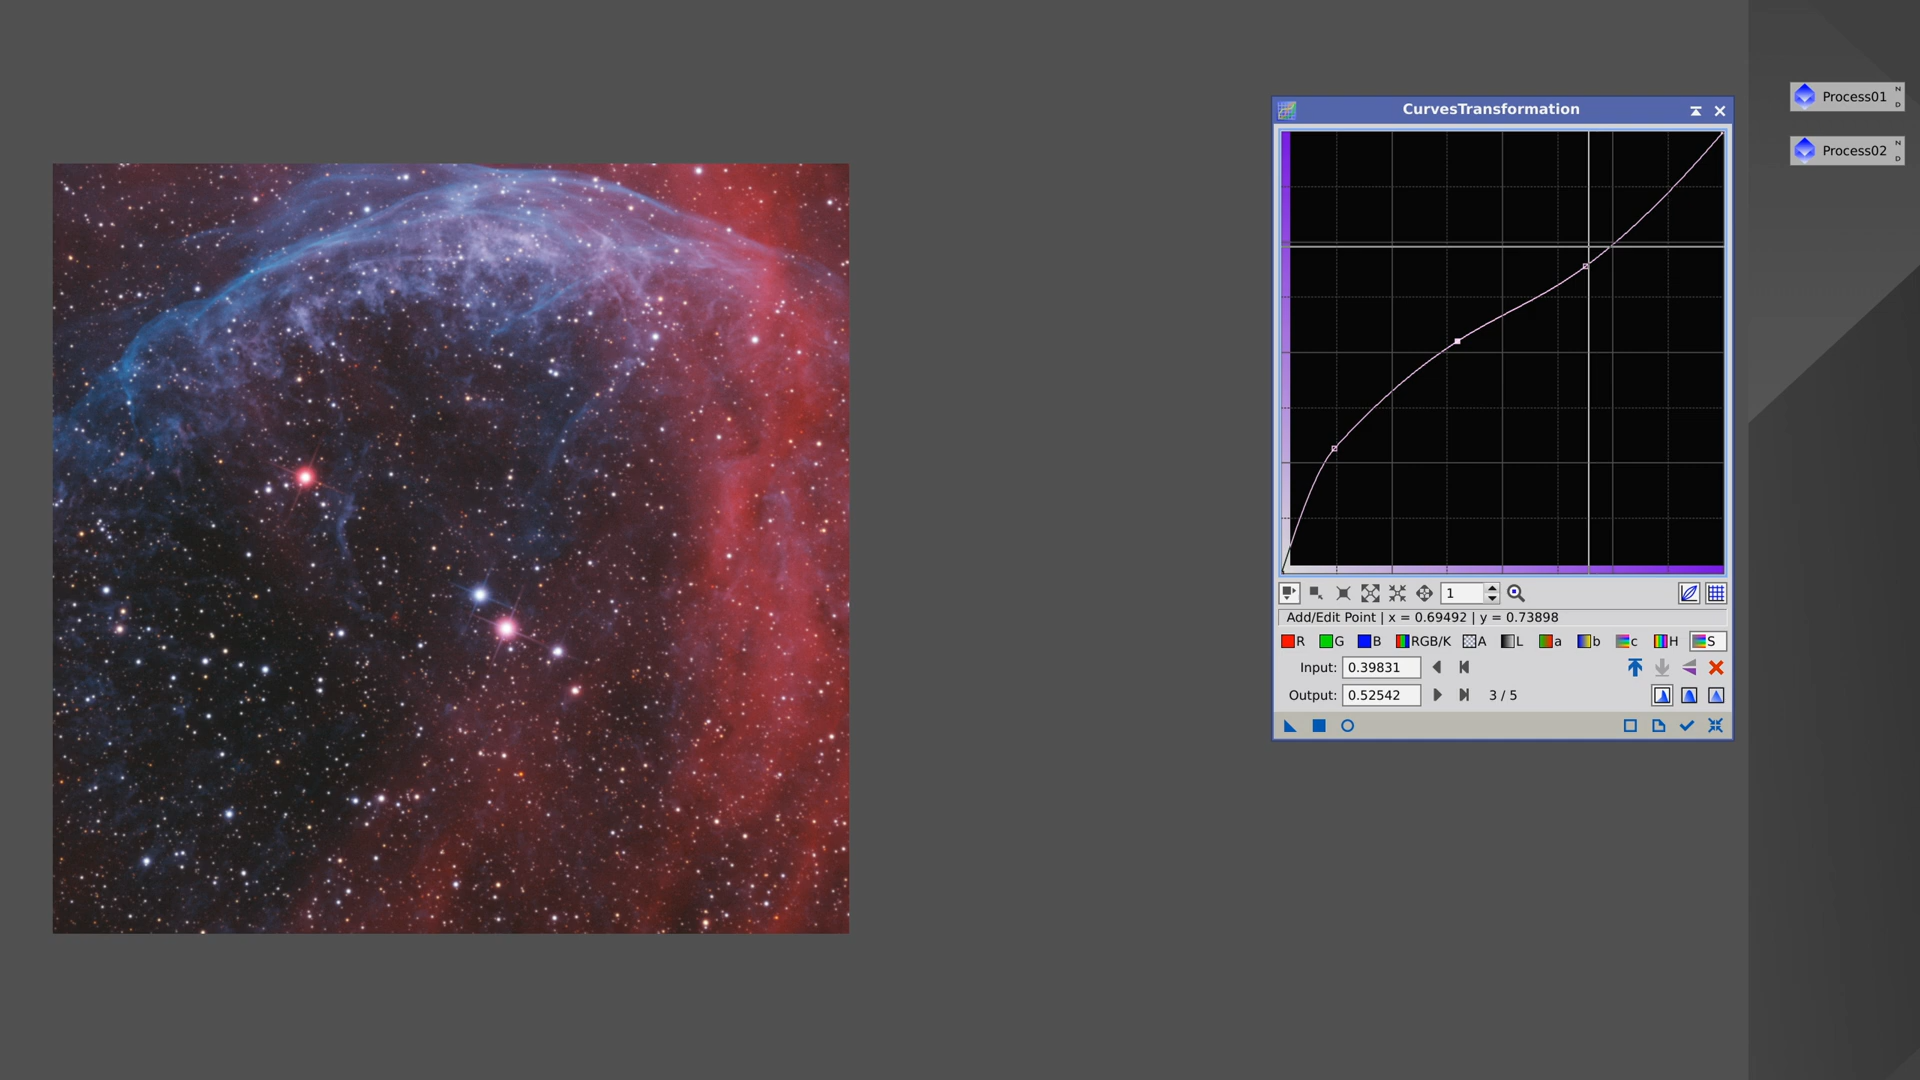 Process01 N D
Process02 N D
CurvesTransformation
1
Add/Edit Point | x = 0.69492 | y = 0.73898
R G B RGB/K A L a b c H S
Input: 0.39831
Output: 0.52542 3 / 5